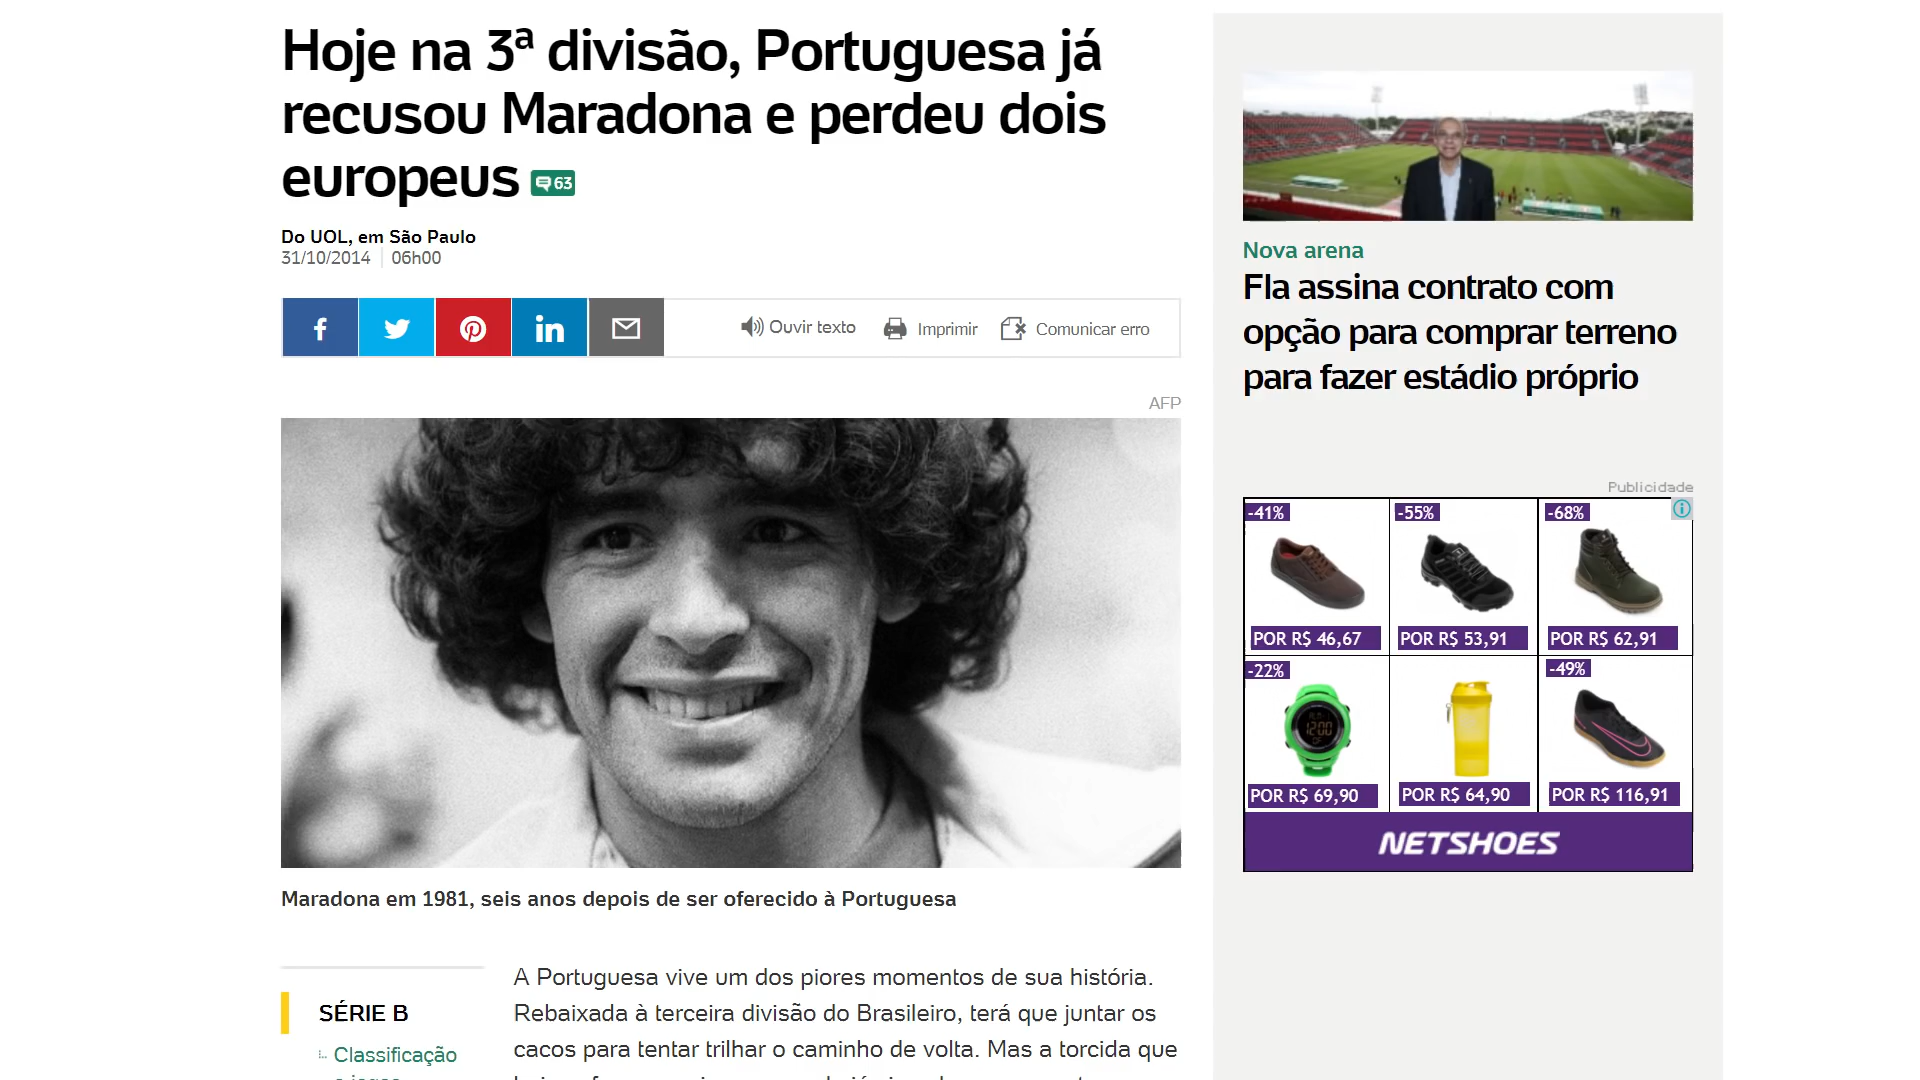 Hoje na 3ª divisão, Portuguesa já
recusou Maradona e perdeu dois
europeus 63
Do UOL, em São Paulo
31/10/2014 06h00
Ouvir texto Imprimir Comunicar erro
AFP
Maradona em 1981, seis anos depois de ser oferecido à Portuguesa
SÉRIE B
Classificação
A Portuguesa vive um dos piores momentos de sua história.
Rebaixada à terceira divisão do Brasileiro, terá que juntar os
cacos para tentar trilhar o caminho de volta. Mas a torcida que
Nova arena
Fla assina contrato com
opção para comprar terreno
para fazer estádio próprio
Publicidade
-41% -55% -68%
POR R$ 46,67 POR R$ 53,91 POR R$ 62,91
-22% -49%
12:00
POR R$ 69,90 POR R$ 64,90 POR R$ 116,91
NETSHOES